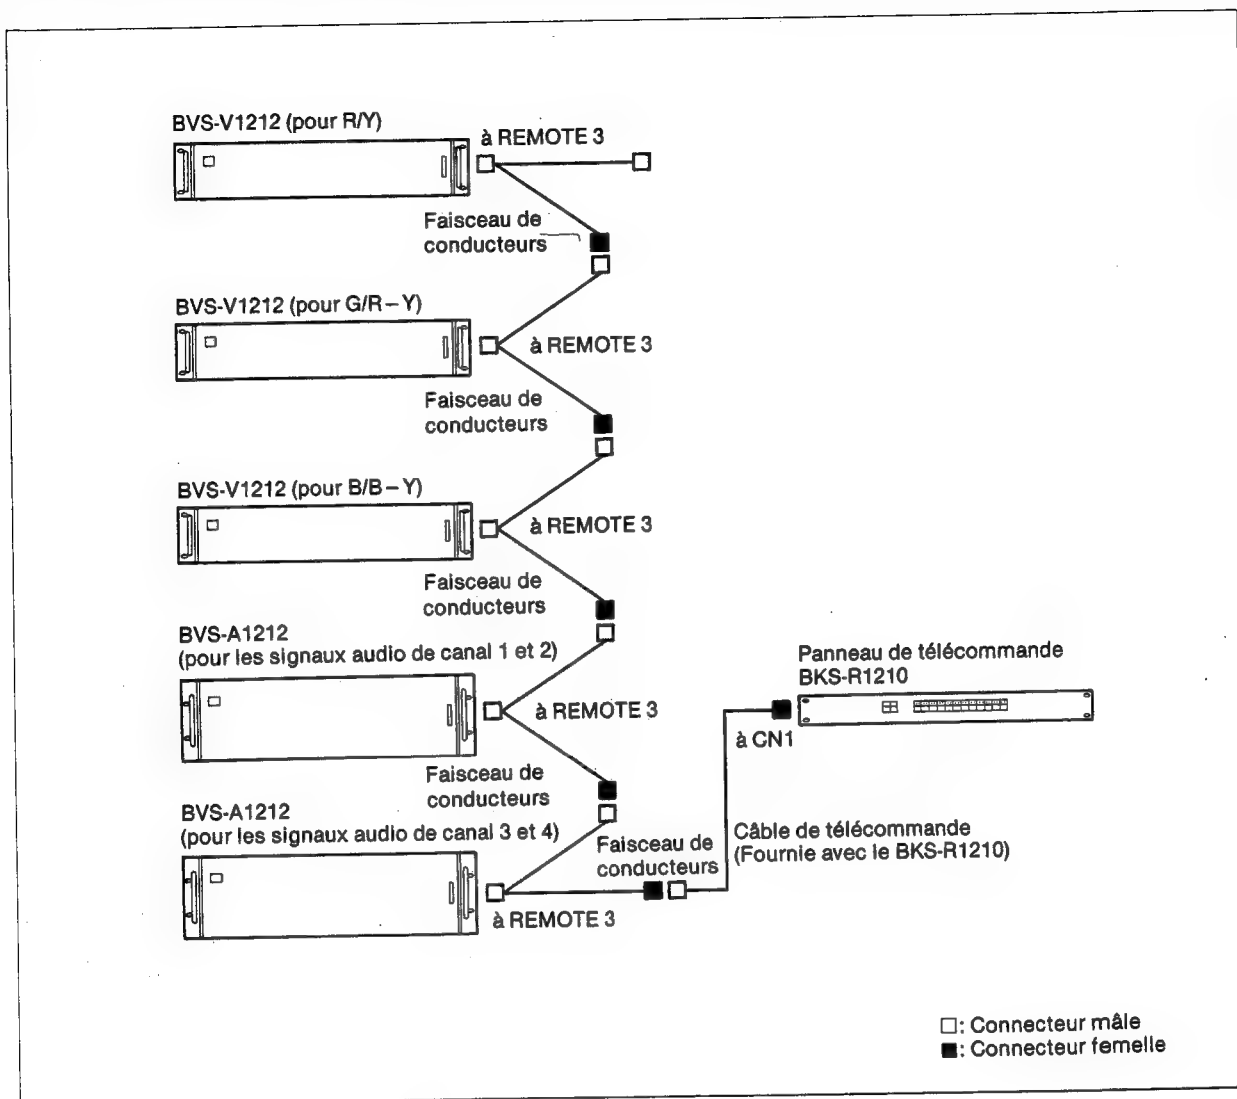 BVS-V1212 (pour R/Y)
à REMOTE 3
Faisceau de
conducteurs
BVS-V1212 (pour G/R – Y)
à REMOTE 3
Faisceau de
conducteurs
BVS-V1212 (pour B/B – Y)
à REMOTE 3
Faisceau de
conducteurs
BVS-A1212
(pour les signaux audio de canal 1 et 2)
à REMOTE 3
Faisceau de
conducteurs
Panneau de télécommande
BKS-R1210
à CN1
BVS-A1212
(pour les signaux audio de canal 3 et 4)
Faisceau de
conducteurs
à REMOTE 3
Câble de télécommande
(Fournie avec le BKS-R1210)
□: Connecteur mâle
■: Connecteur femelle